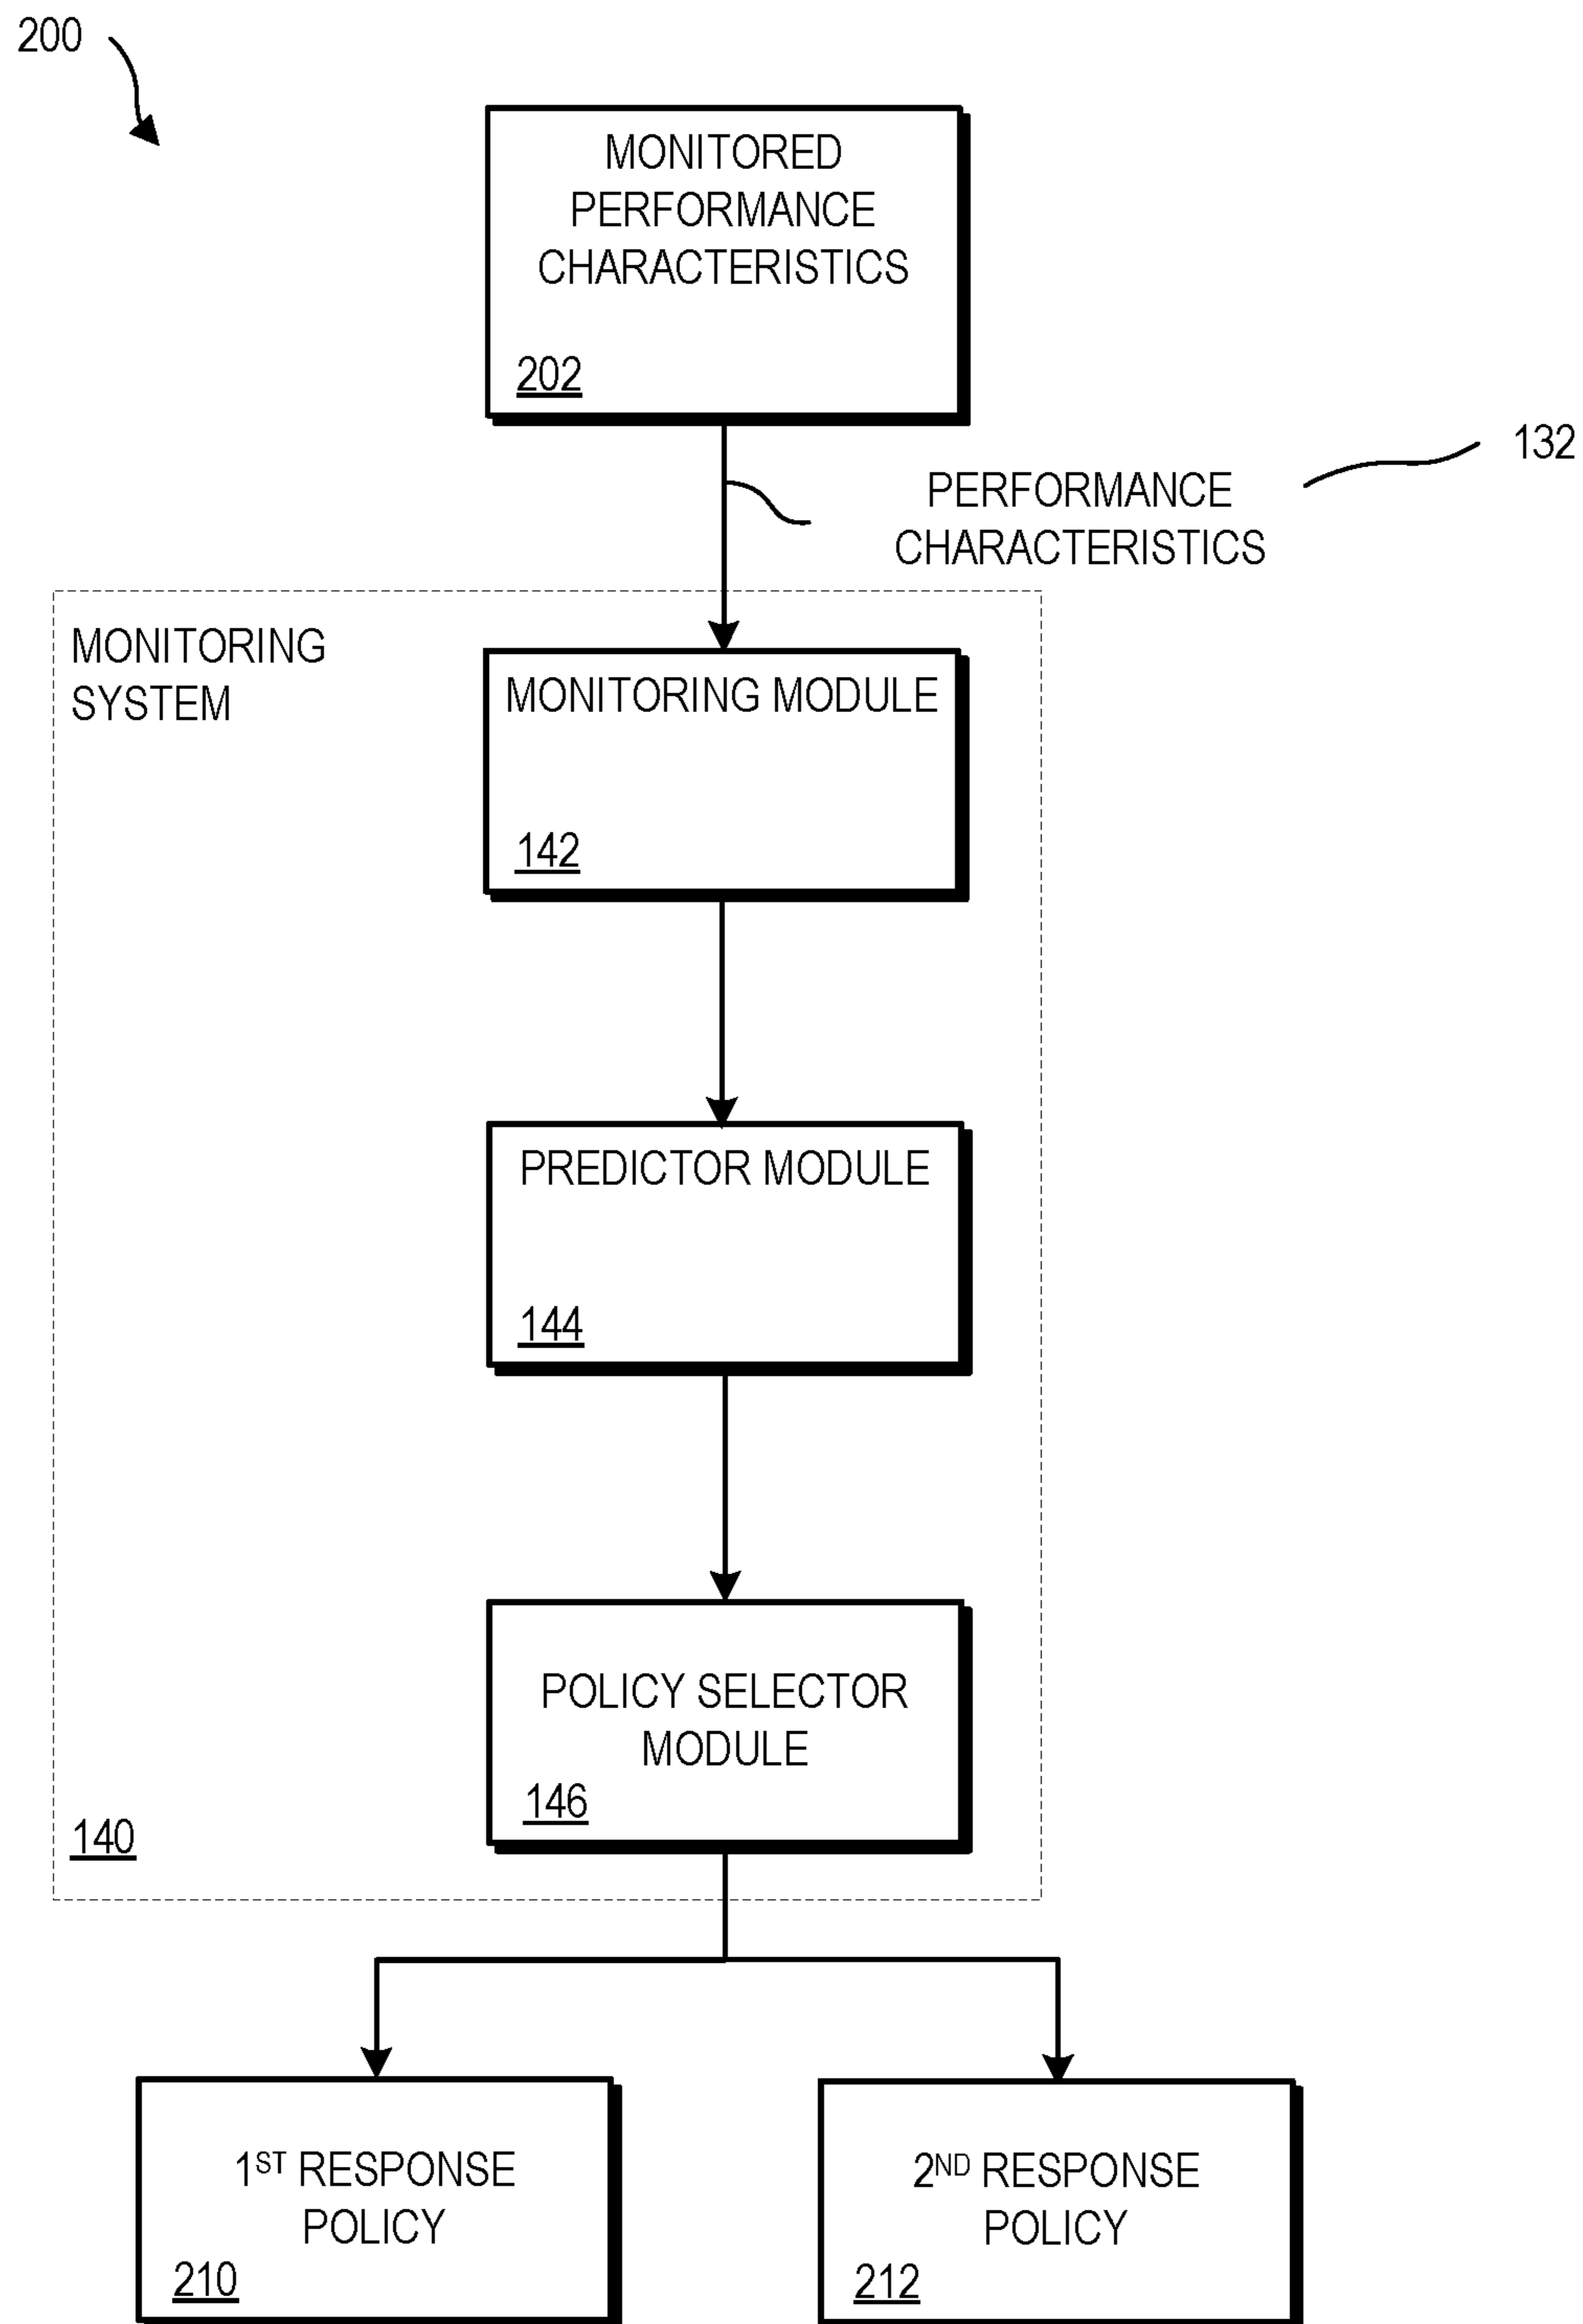 200
MONITORED
PERFORMANCE
CHARACTERISTICS
202
132
PERFORMANCE
CHARACTERISTICS
MONITORING
SYSTEM
MONITORING MODULE
142
PREDICTOR MODULE
144
POLICY SELECTOR
MODULE
146
140
1ST RESPONSE
POLICY
210
2ND RESPONSE
POLICY
212